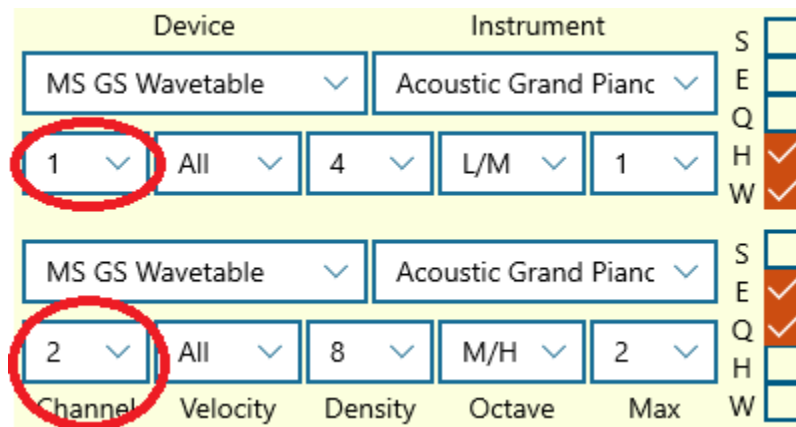 Device Instrument S
MS GS Wavetable Acoustic Grand Pianc E
Q
1 All 4 L/M 1 H
W
S
MS GS Wavetable Acoustic Grand Pianc E
Q
2 All 8 M/H 2 H
Channel Velocity Density Octave Max W